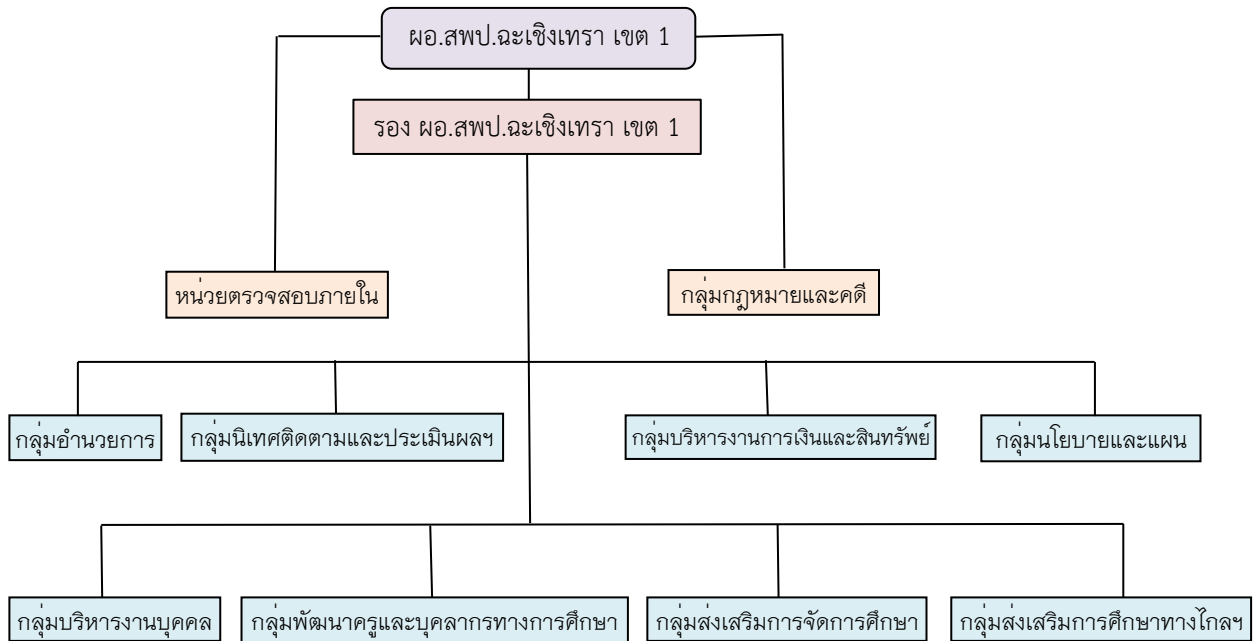 ผอ.สพป.ฉะเชิงเทรา เขต 1
รอง ผอ.สพป.ฉะเชิงเทรา เขต 1
หน่วยตรวจสอบภายใน
กลุ่มกฎหมายและคดี
กลุ่มอำนวยการ
กลุ่มนิเทศติดตามและประเมินผลฯ
กลุ่มบริหารงานการเงินและสินทรัพย์
กลุ่มนโยบายและแผน
กลุ่มบริหารงานบุคคล
กลุ่มพัฒนาครูและบุคลากรทางการศึกษา
กลุ่มส่งเสริมการจัดการศึกษา
กลุ่มส่งเสริมการศึกษาทางไกลฯ